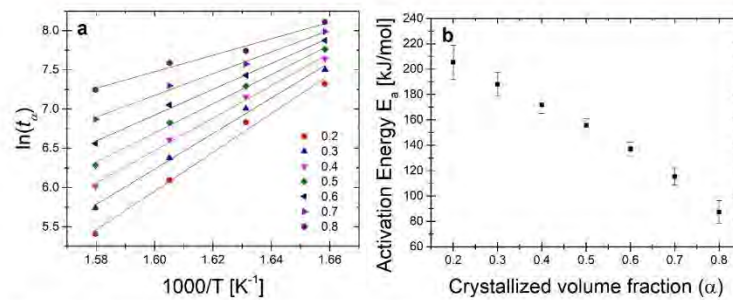 a
8.0
7.5
7.0
6.5
6.0
5.5
ln(tα)
0.2
0.3
0.4
0.5
0.6
0.7
0.8
1.58 1.60 1.62 1.64 1.66
1000/T [K⁻¹]
b
240
220
200
180
160
140
120
100
80
60
Activation Energy Eₐ [kJ/mol]
0.2 0.3 0.4 0.5 0.6 0.7 0.8
Crystallized volume fraction (α)